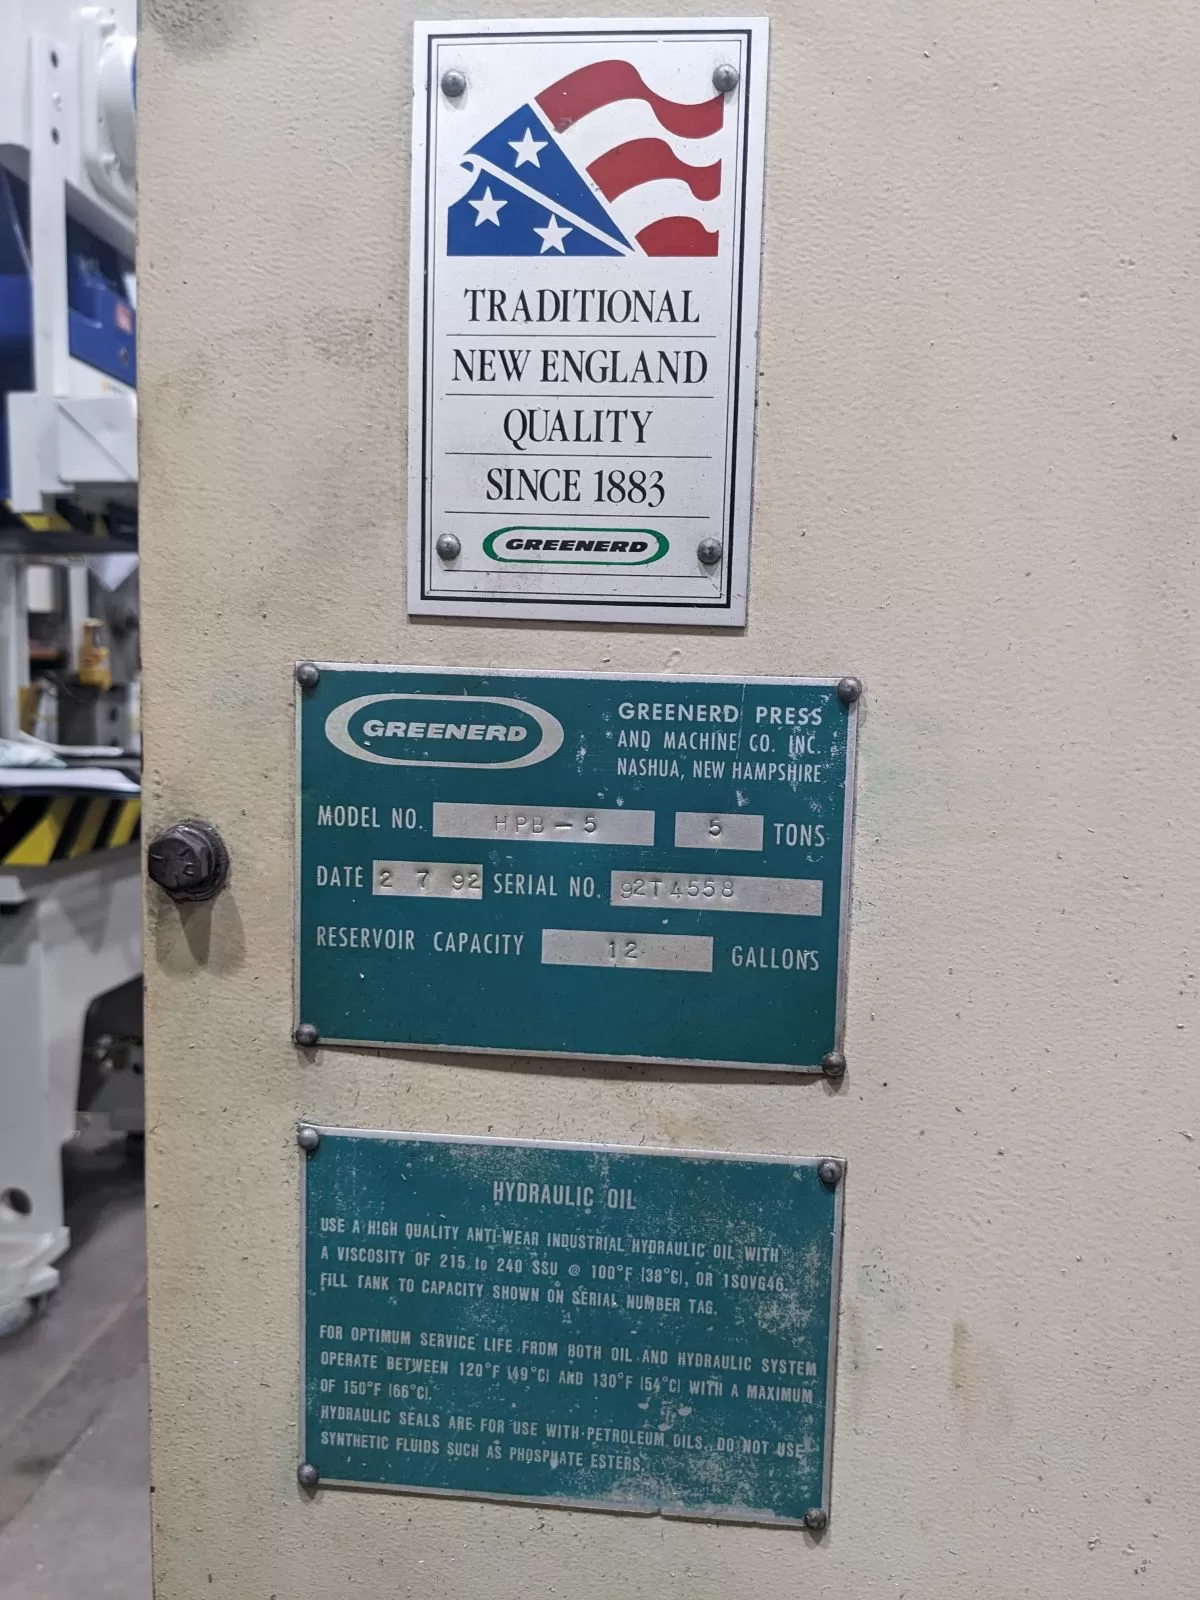 TRADITIONAL
NEW ENGLAND
QUALITY
SINCE 1883
GREENERD
GREENERD
GREENERD PRESS
AND MACHINE CO. INC.
NASHUA, NEW HAMPSHIRE
MODEL NO. HPB-5 5 TONS
DATE 2 7 92 SERIAL NO. 92T4558
RESERVOIR CAPACITY 12 GALLONS
HYDRAULIC OIL
USE A HIGH QUALITY ANTI-WEAR INDUSTRIAL HYDRAULIC OIL WITH
A VISCOSITY OF 215 to 240 SSU @ 100°F (38°C), OR 1SOVG46.
FILL TANK TO CAPACITY SHOWN ON SERIAL NUMBER TAG.
FOR OPTIMUM SERVICE LIFE FROM BOTH OIL AND HYDRAULIC SYSTEM
OPERATE BETWEEN 120°F (49°C) AND 130°F (54°C) WITH A MAXIMUM
OF 150°F (66°C).
HYDRAULIC SEALS ARE FOR USE WITH PETROLEUM OILS. DO NOT USE
SYNTHETIC FLUIDS SUCH AS PHOSPHATE ESTERS.